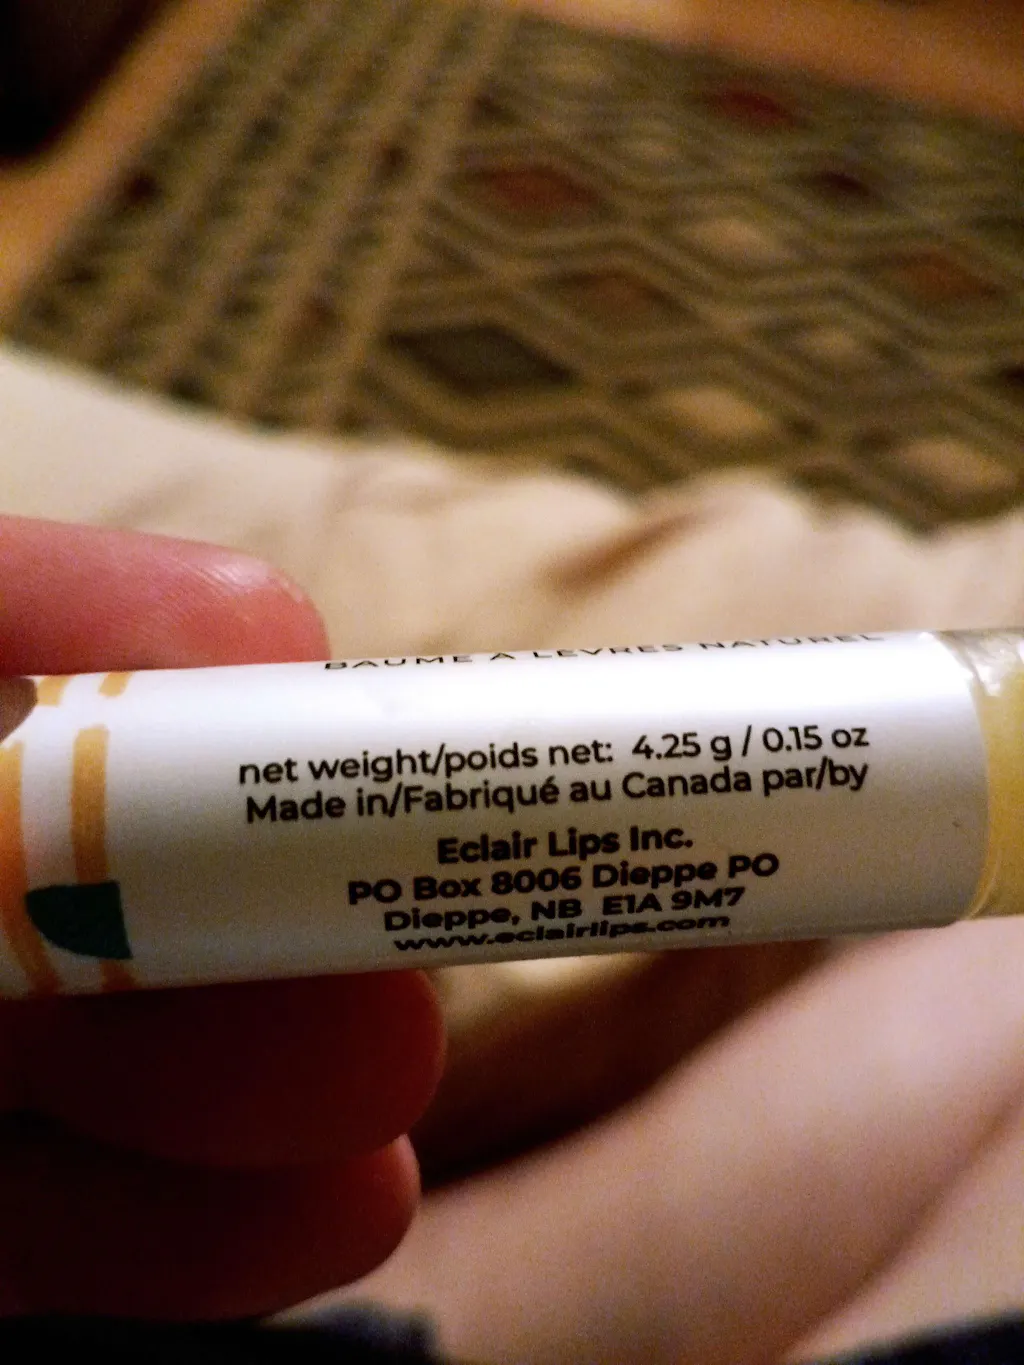 BAUME À LÈVRES NATUREL
net weight/poids net: 4.25 g / 0.15 oz
Made in/Fabriqué au Canada par/by
Eclair Lips Inc.
PO Box 8006 Dieppe PO
Dieppe, NB E1A 9M7
www.eclairlips.com